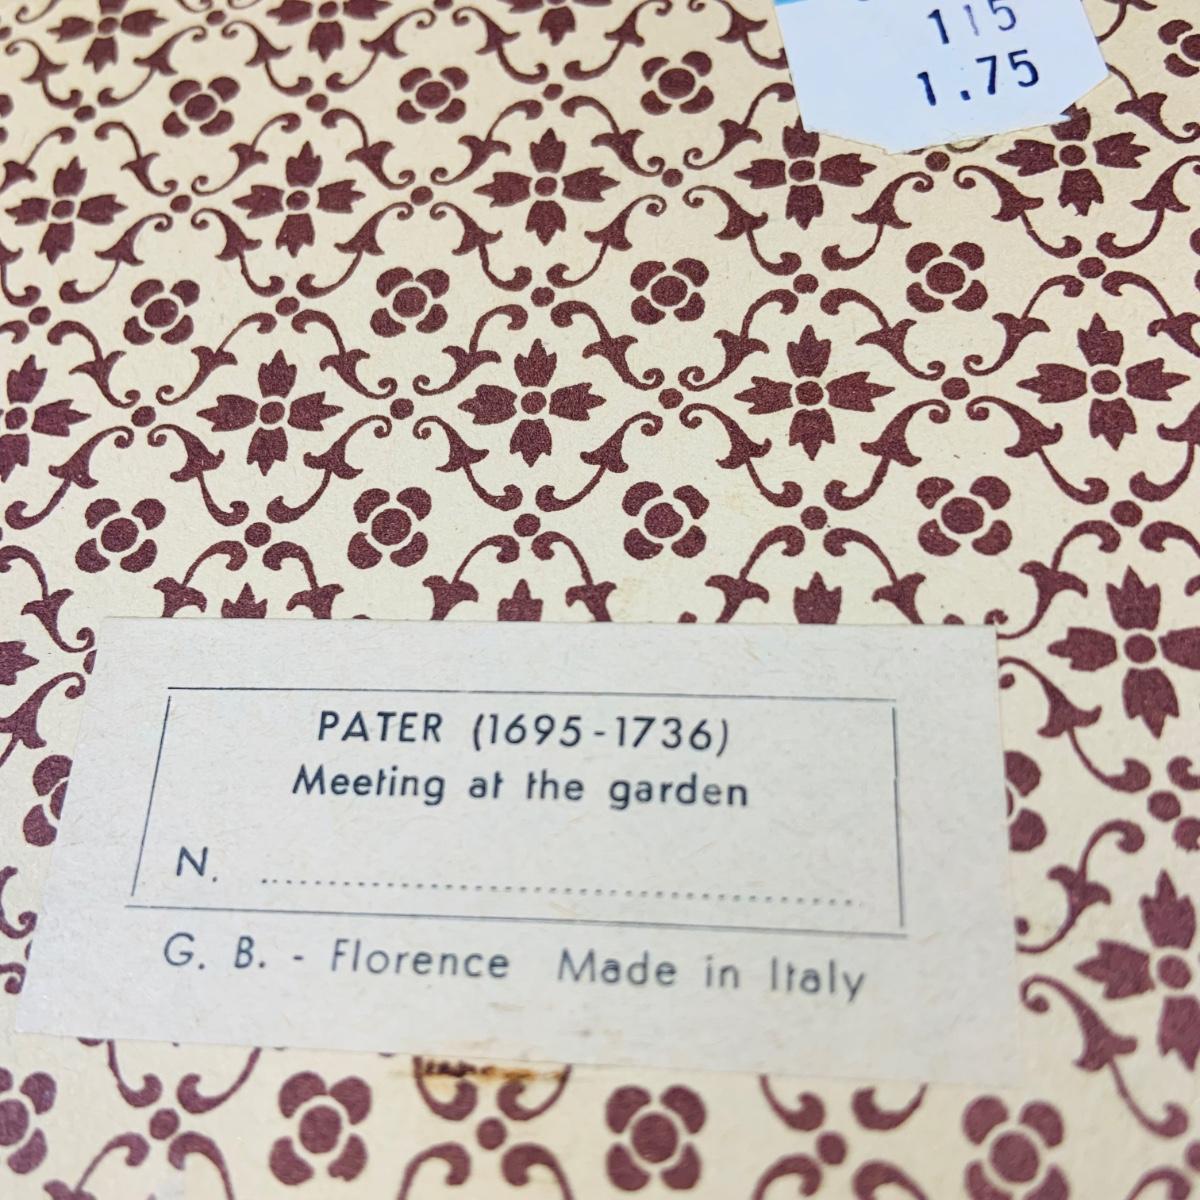 115
1.75
PATER (1695-1736)
Meeting at the garden
N. ..........................................................
G. B. - Florence Made in Italy